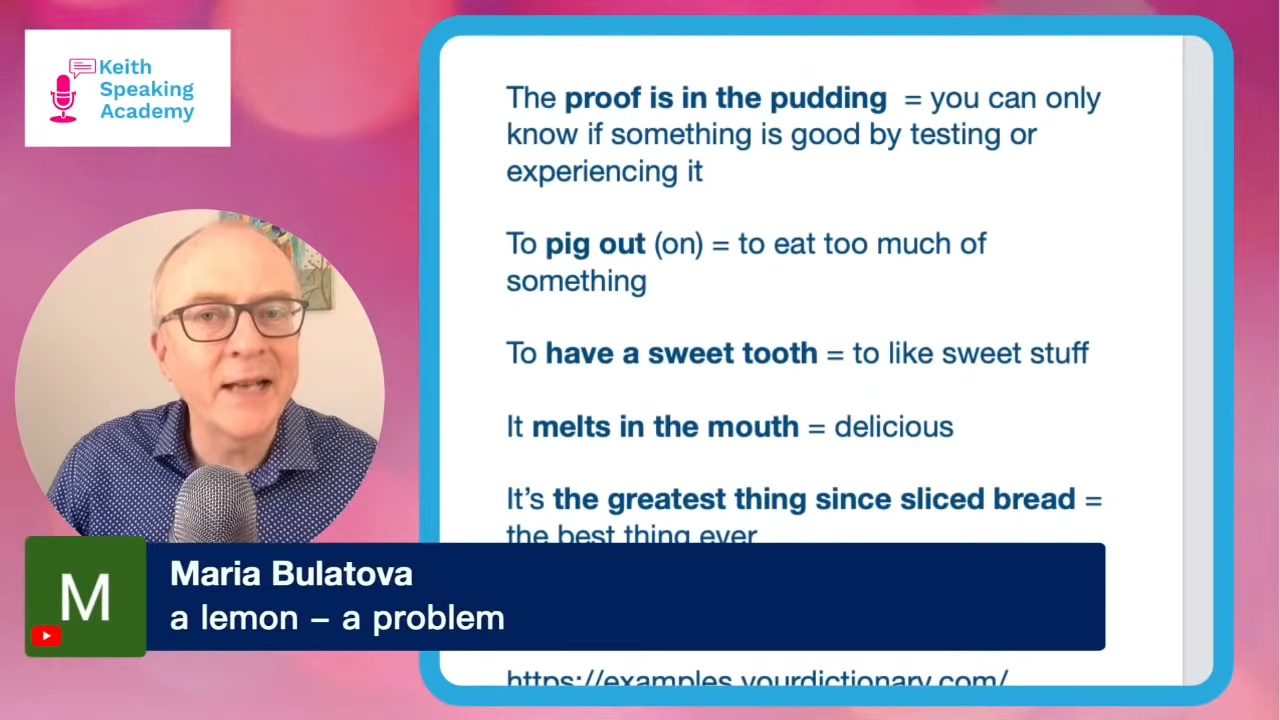 Keith
Speaking
Academy
The proof is in the pudding = you can only
know if something is good by testing or
experiencing it
To pig out (on) = to eat too much of
something
To have a sweet tooth = to like sweet stuff
It melts in the mouth = delicious
It’s the greatest thing since sliced bread =
the best thing ever
M
Maria Bulatova
a lemon – a problem
https://examples.yourdictionary.com/